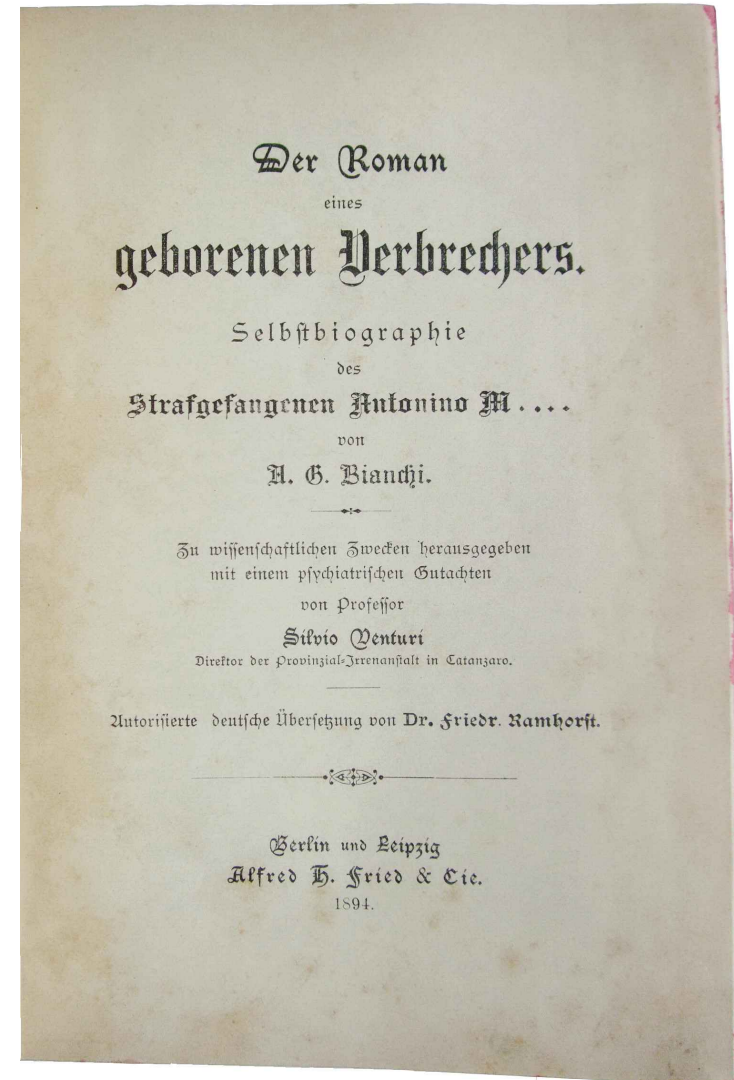 Der Roman
eines
geborenen Verbrechers.
Selbstbiographie
des
Strafgefangenen Antonino M....
von
A. G. Bianchi.
Zu wissenschaftlichen Zwecken herausgegeben
mit einem psychiatrischen Gutachten
von Professor
Silvio Venturi
Direktor der Provinzial-Irrenanstalt in Catanzaro.
Autorisierte deutsche Übersetzung von Dr. Friedr. Ramhorst.
Berlin und Leipzig
Alfred H. Fried & Cie.
1894.